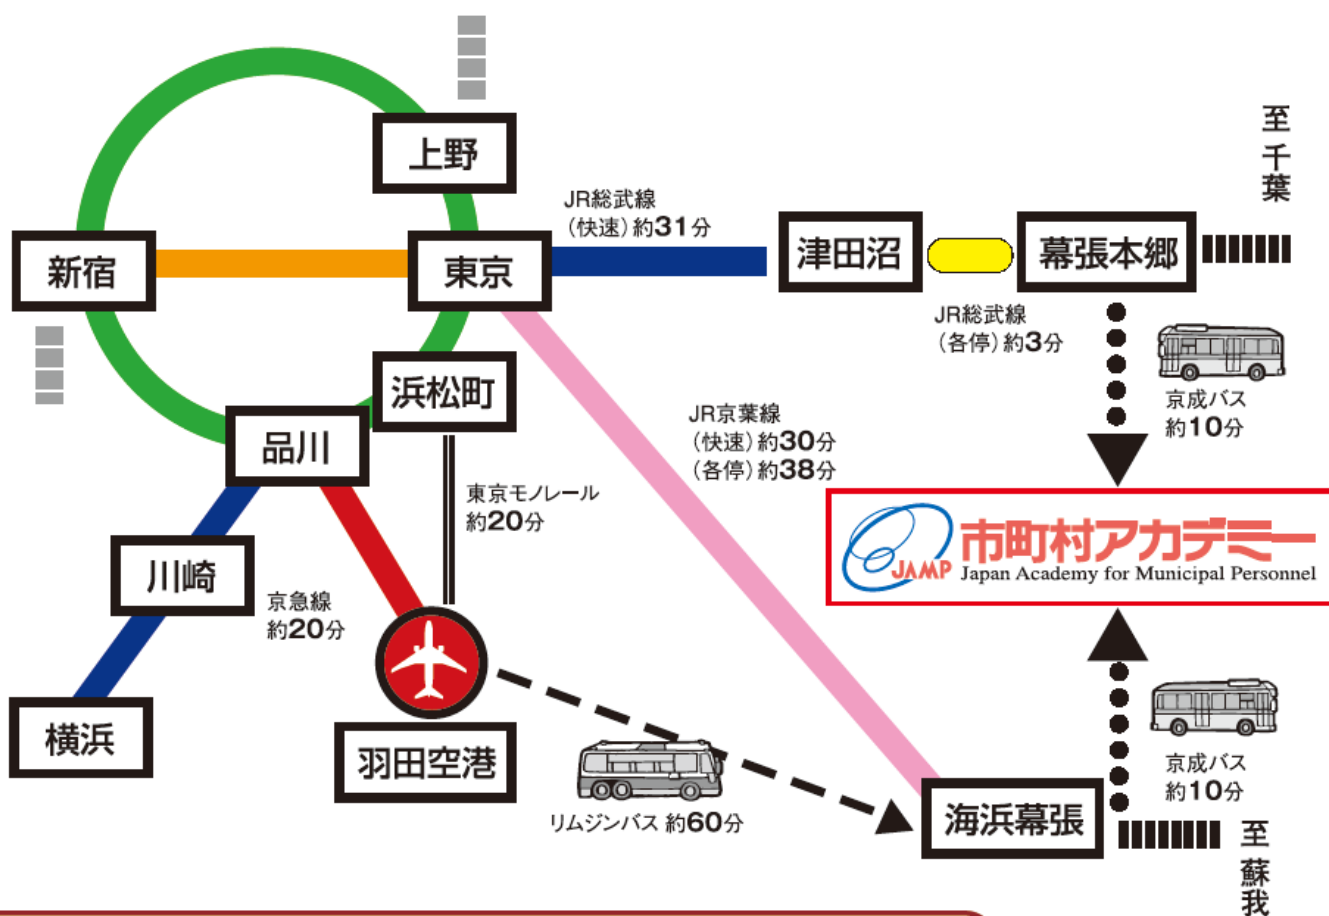 至 千葉
上野
JR総武線
（快速）約31分
新宿
東京
津田沼
幕張本郷
JR総武線
（各停）約3分
京成バス
約10分
浜松町
品川
JR京葉線
（快速）約30分
（各停）約38分
東京モノレール
約20分
JAMP
市町村アカデミー
Japan Academy for Municipal Personnel
川崎
京急線
約20分
横浜
羽田空港
リムジンバス 約60分
京成バス
約10分
海浜幕張
至 蘇我